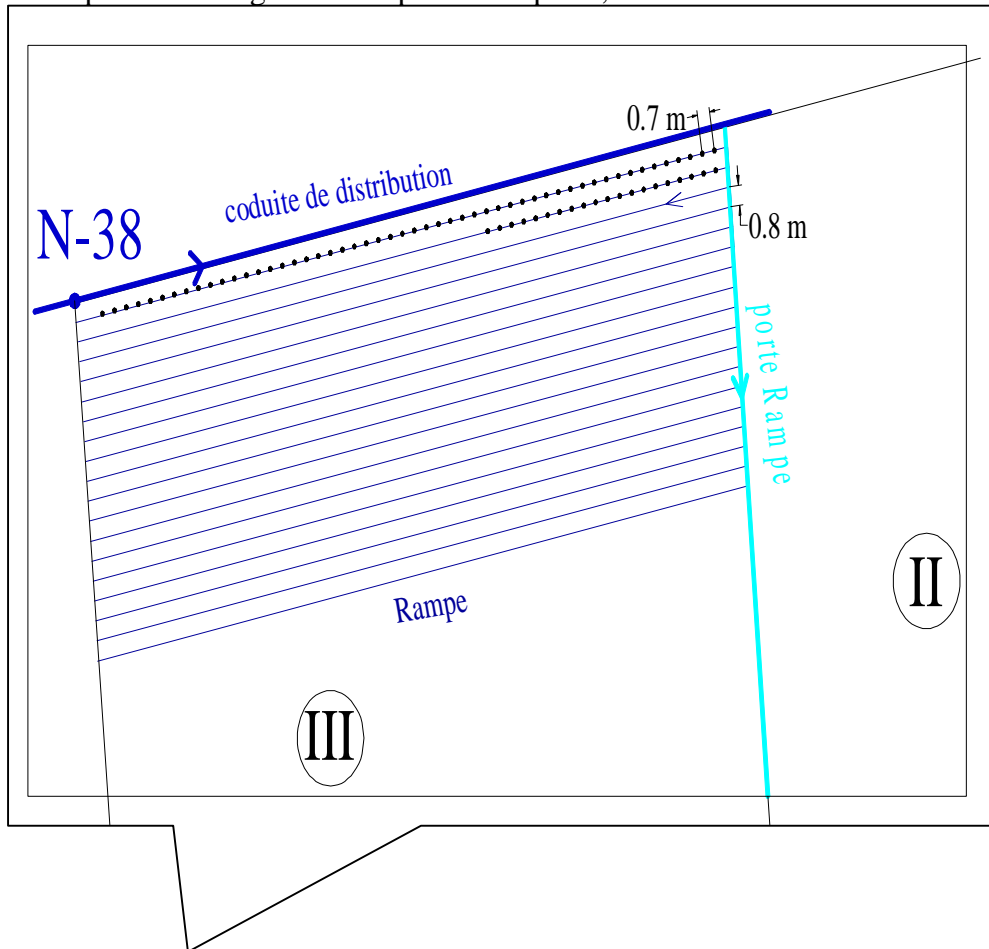 0.7 m
coduite de distribution
N-38
0.8 m
porte Rampe
Rampe
II
III